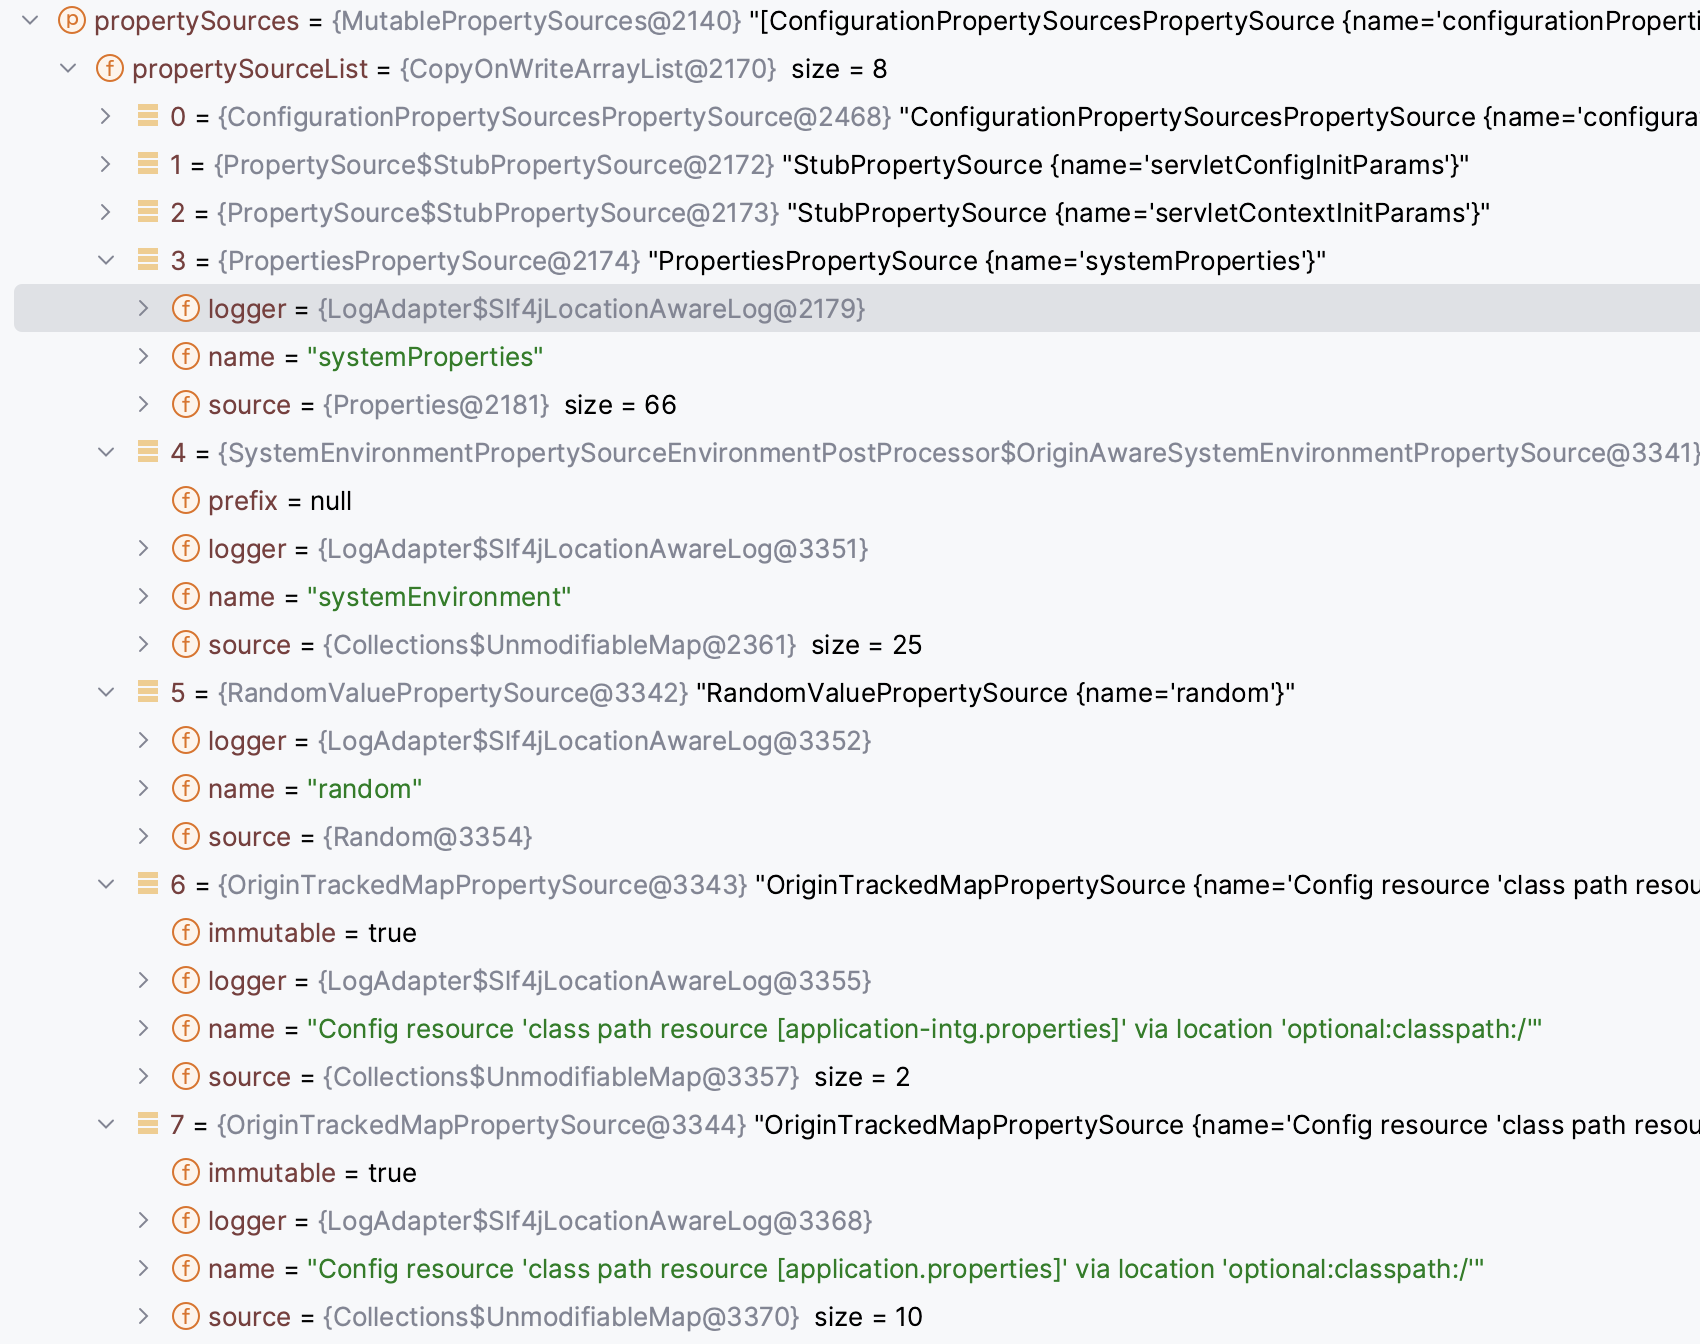 propertySources = {MutablePropertySources@2140} "[ConfigurationPropertySourcesPropertySource {name='configurationProperti
propertySourceList = {CopyOnWriteArrayList@2170} size = 8
0 = {ConfigurationPropertySourcesPropertySource@2468} "ConfigurationPropertySourcesPropertySource {name='configura
1 = {PropertySource$StubPropertySource@2172} "StubPropertySource {name='servletConfigInitParams'}"
2 = {PropertySource$StubPropertySource@2173} "StubPropertySource {name='servletContextInitParams'}"
3 = {PropertiesPropertySource@2174} "PropertiesPropertySource {name='systemProperties'}"
logger = {LogAdapter$Slf4jLocationAwareLog@2179}
name = "systemProperties"
source = {Properties@2181} size = 66
4 = {SystemEnvironmentPropertySourceEnvironmentPostProcessor$OriginAwareSystemEnvironmentPropertySource@3341}
prefix = null
logger = {LogAdapter$Slf4jLocationAwareLog@3351}
name = "systemEnvironment"
source = {Collections$UnmodifiableMap@2361} size = 25
5 = {RandomValuePropertySource@3342} "RandomValuePropertySource {name='random'}"
logger = {LogAdapter$Slf4jLocationAwareLog@3352}
name = "random"
source = {Random@3354}
6 = {OriginTrackedMapPropertySource@3343} "OriginTrackedMapPropertySource {name='Config resource 'class path resou
immutable = true
logger = {LogAdapter$Slf4jLocationAwareLog@3355}
name = "Config resource 'class path resource [application-intg.properties]' via location 'optional:classpath:/'"
source = {Collections$UnmodifiableMap@3357} size = 2
7 = {OriginTrackedMapPropertySource@3344} "OriginTrackedMapPropertySource {name='Config resource 'class path resou
immutable = true
logger = {LogAdapter$Slf4jLocationAwareLog@3368}
name = "Config resource 'class path resource [application.properties]' via location 'optional:classpath:/'"
source = {Collections$UnmodifiableMap@3370} size = 10